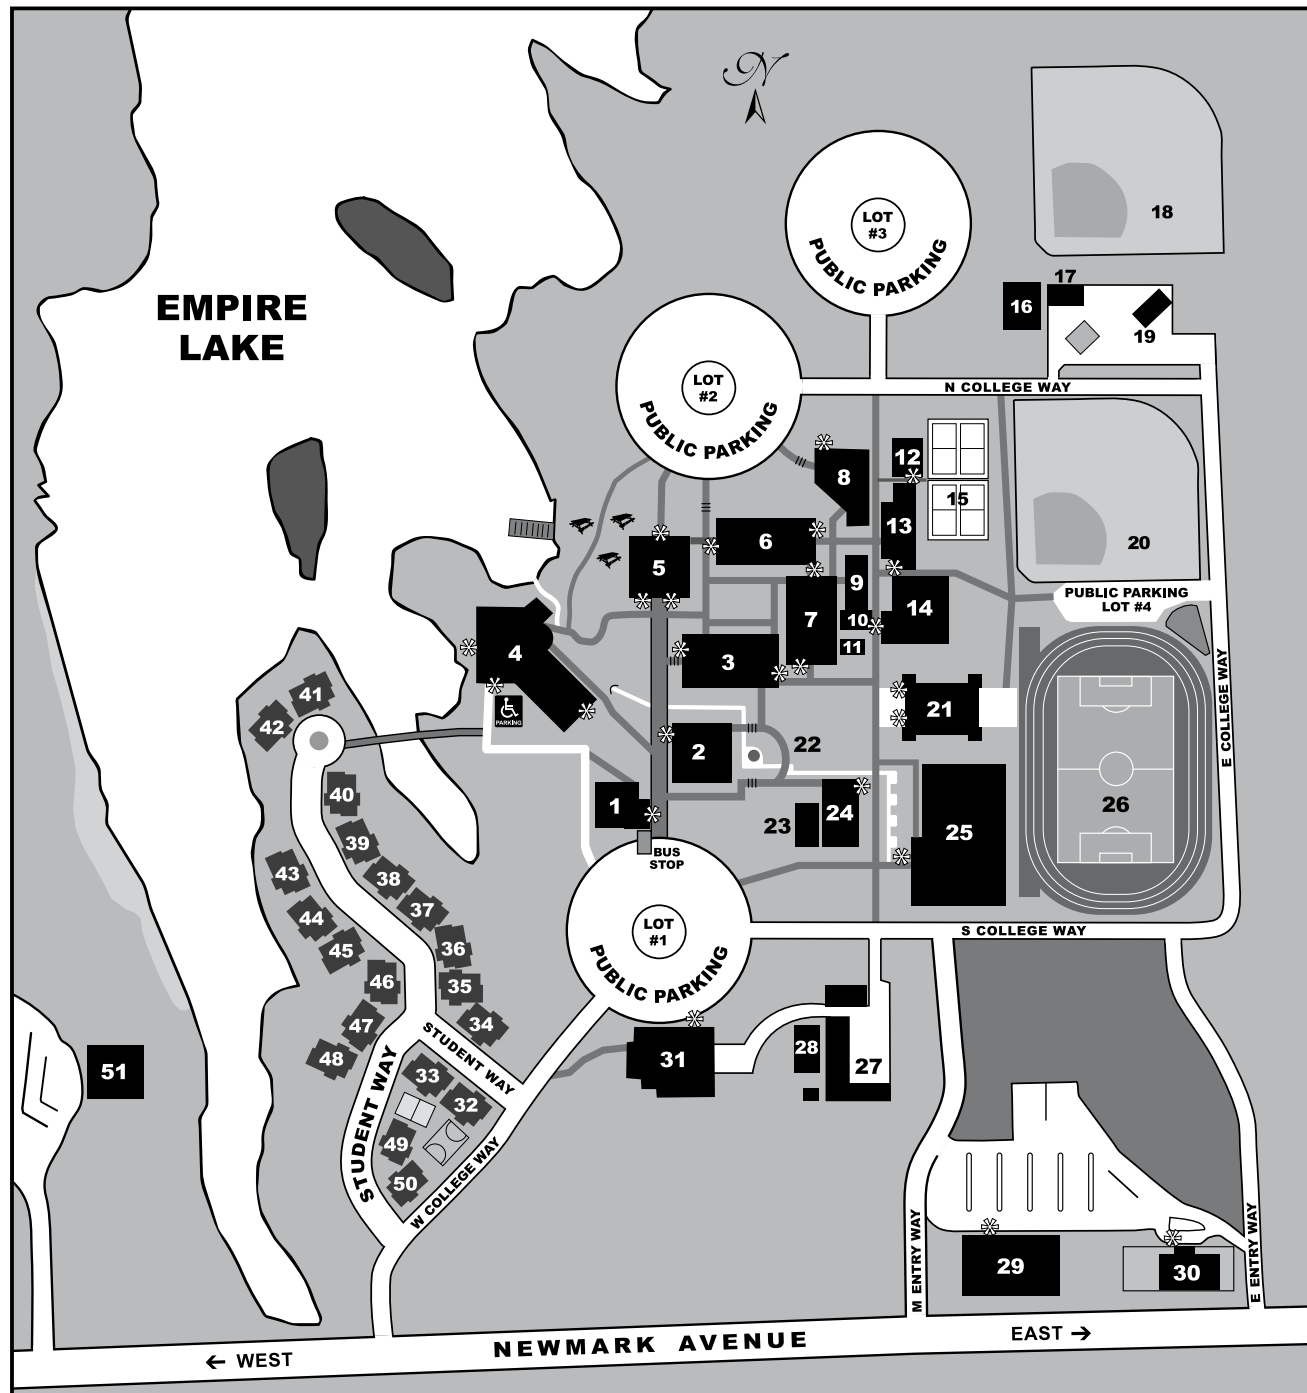 N
LOT
#3
PUBLIC PARKING
18
17
16
19
EMPIRE
LAKE
LOT
#2
PUBLIC PARKING
N COLLEGE WAY
8
12
15
13
20
6
5
9
7
10
11
14
PUBLIC PARKING
LOT #4
3
4
PARKING
E COLLEGE WAY
41
42
21
22
2
40
1
23
24
25
26
39
BUS
STOP
43
38
37
44
45
36
35
46
LOT
#1
PUBLIC PARKING
S COLLEGE WAY
47
34
48
STUDENT WAY
51
31
28
27
33
32
STUDENT WAY
49
50
W COLLEGE WAY
M ENTRY WAY
29
30
E ENTRY WAY
← WEST
NEWMARK AVENUE
EAST →